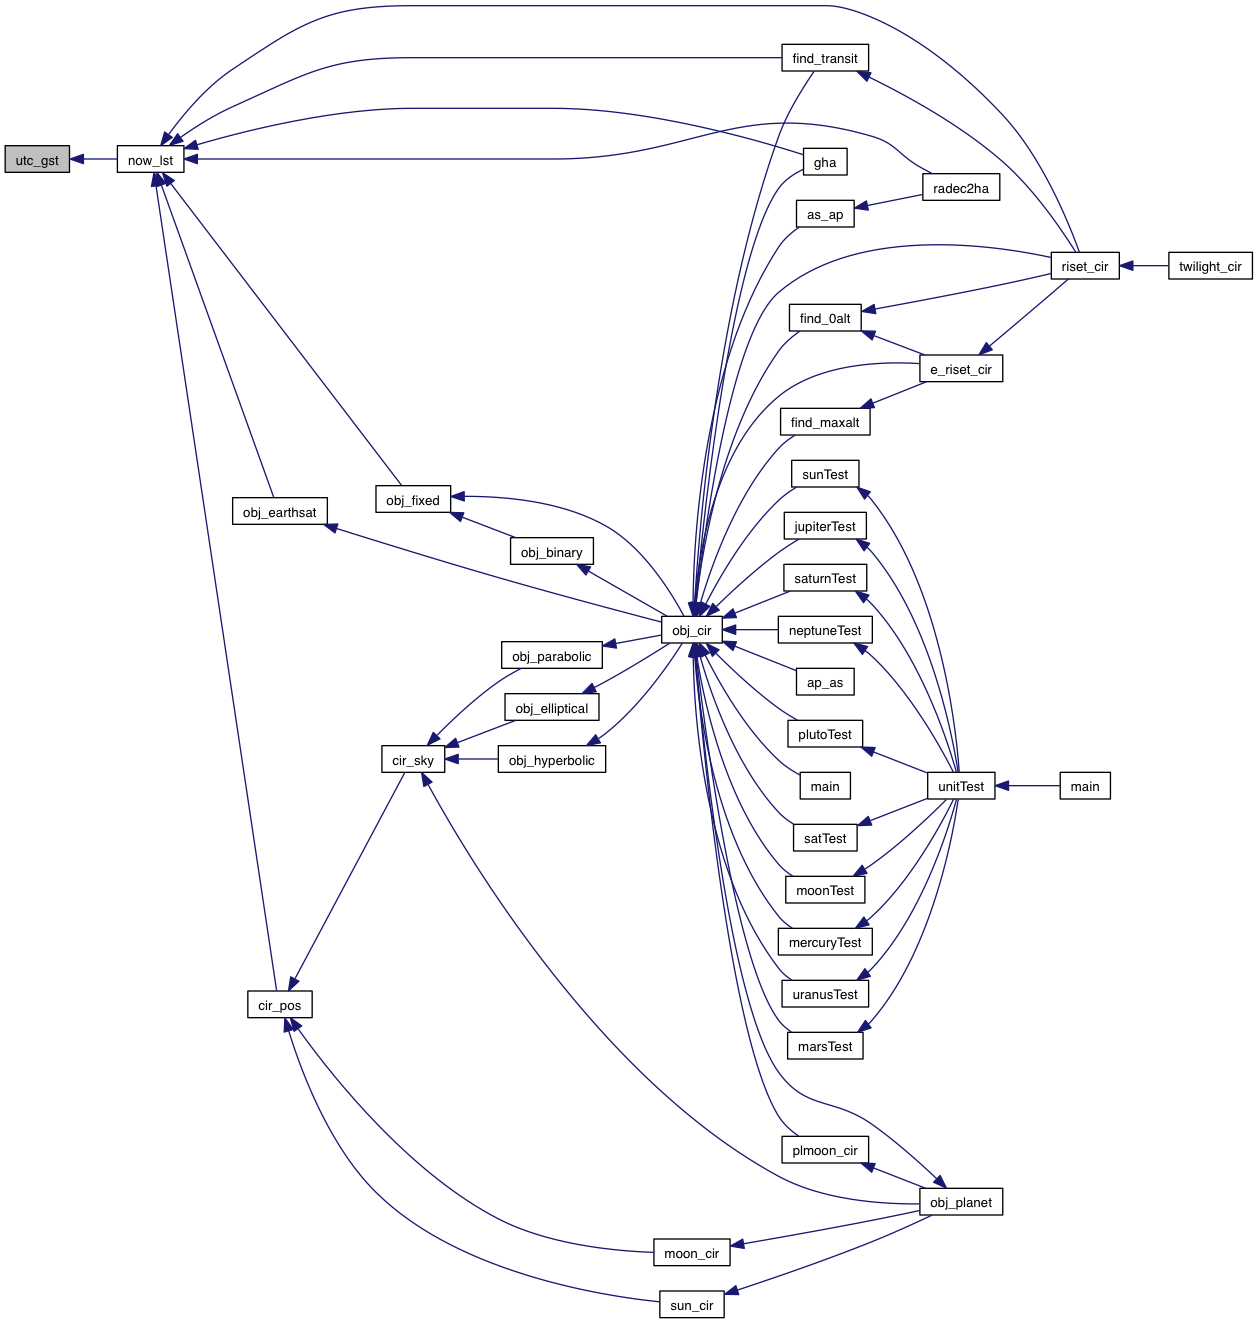 find_transit
utc_gst
now_lst
gha
radec2ha
as_ap
riset_cir
twilight_cir
find_0alt
e_riset_cir
find_maxalt
sunTest
obj_fixed
obj_earthsat
jupiterTest
obj_binary
saturnTest
obj_cir
neptuneTest
obj_parabolic
ap_as
obj_elliptical
plutoTest
cir_sky
obj_hyperbolic
main
unitTest
main
satTest
moonTest
mercuryTest
uranusTest
cir_pos
marsTest
plmoon_cir
obj_planet
moon_cir
sun_cir